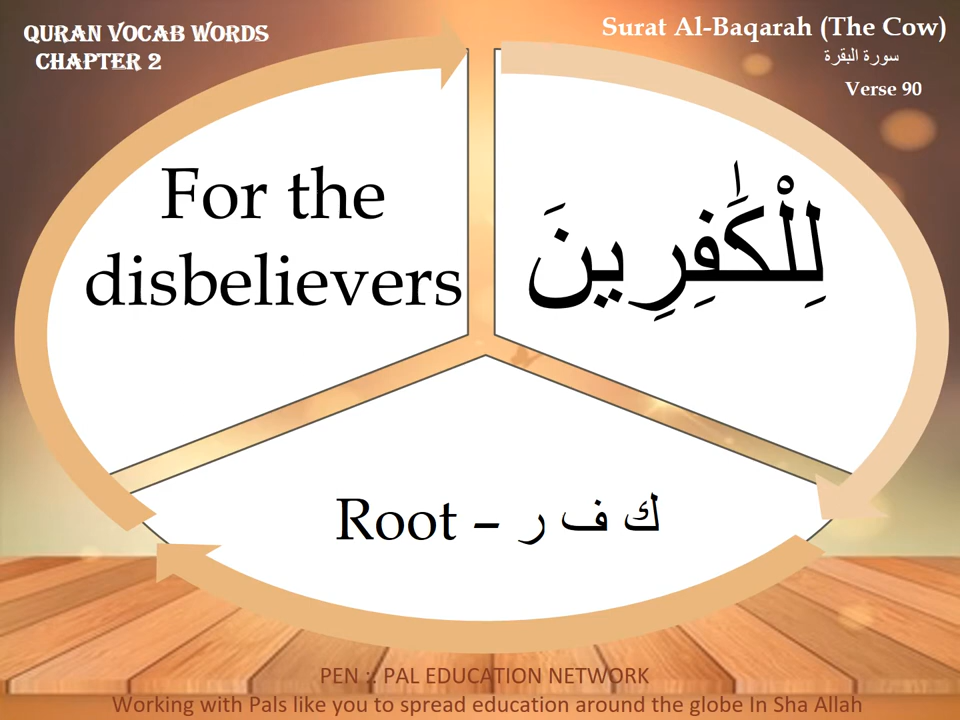 QURAN VOCAB WORDS
CHAPTER 2
Surat Al-Baqarah (The Cow)
سورة البقرة
Verse 90
For the
disbelievers
لِلْكَٰفِرِينَ
Root – ك ف ر
PEN :: PAL EDUCATION NETWORK
Working with Pals like you to spread education around the globe In Sha Allah